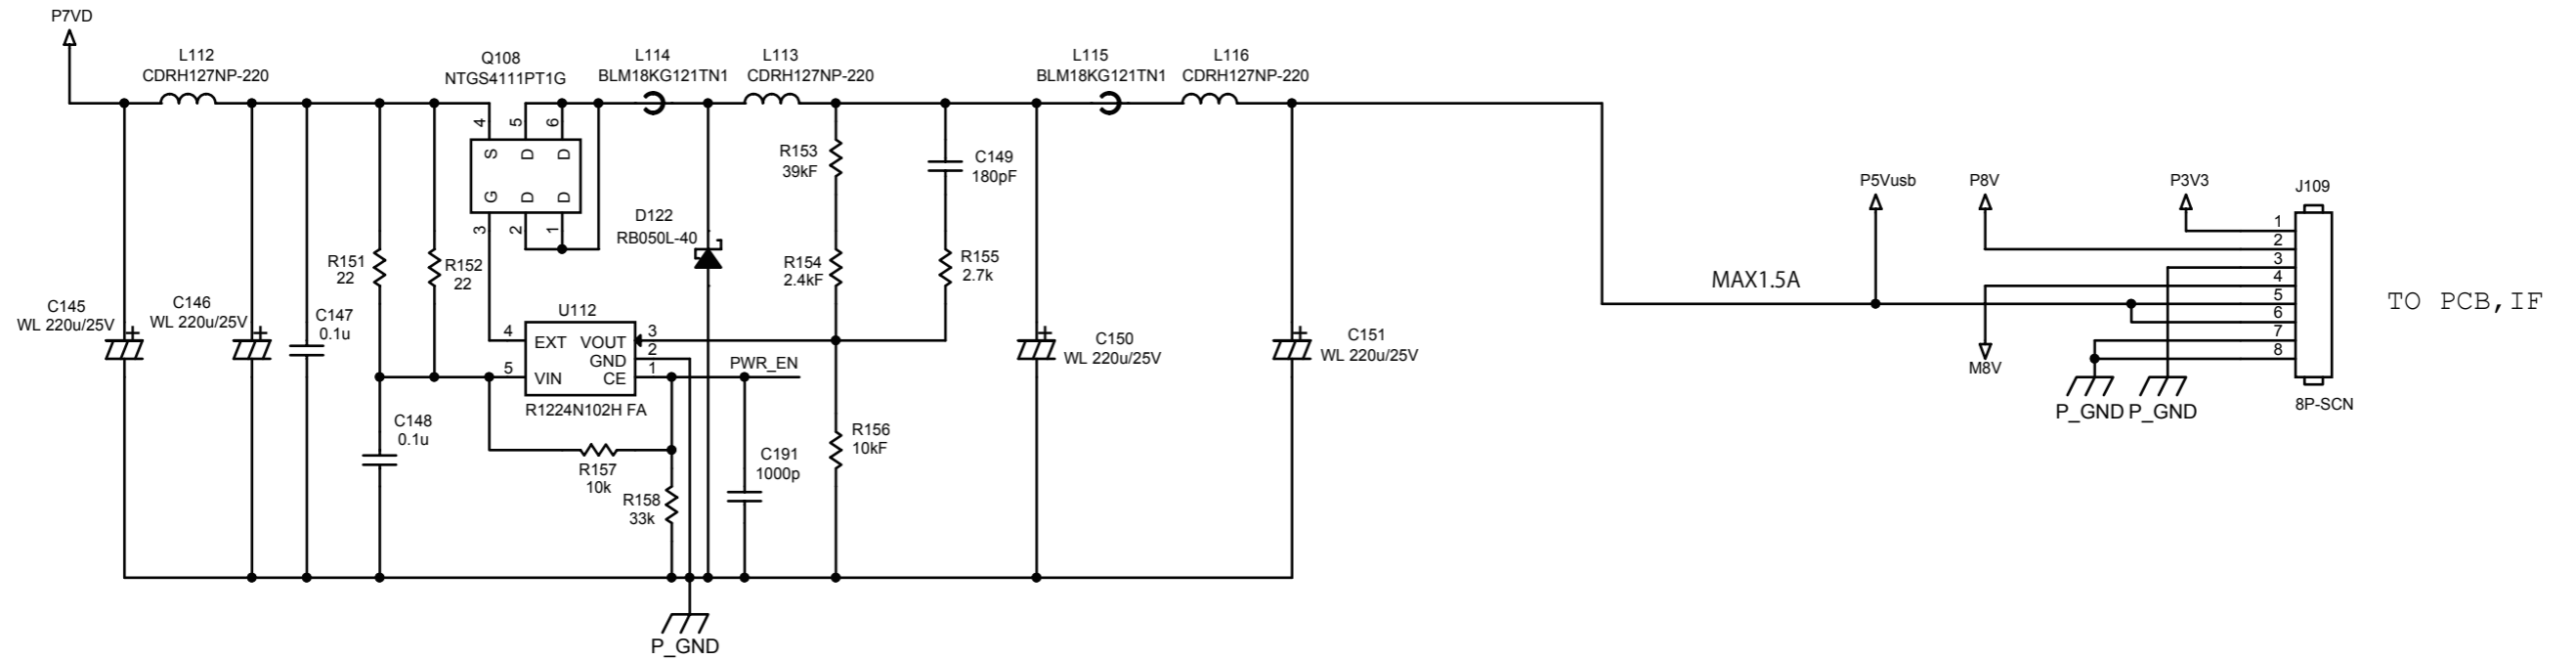 P7VD
L112
CDRH127NP-220
Q108
NTGS4111PT1G
L114
BLM18KG121TN1
L113
CDRH127NP-220
L115
BLM18KG121TN1
L116
CDRH127NP-220
4
5
6
S
D
D
G
D
D
3
2
1
R153
39kF
C149
180pF
D122
RB050L-40
R151
22
R152
22
R154
2.4kF
R155
2.7k
C145
WL 220u/25V
C146
WL 220u/25V
C147
0.1u
U112
4
EXT
VOUT
3
GND
2
5
VIN
CE
1
R1224N102H FA
PWR_EN
C150
WL 220u/25V
C151
WL 220u/25V
C148
0.1u
R157
10k
R158
33k
C191
1000p
R156
10kF
P_GND
MAX1.5A
P5Vusb
P8V
P3V3
J109
1
2
3
4
5
6
7
8
M8V
P_GND
P_GND
8P-SCN
TO PCB,IF